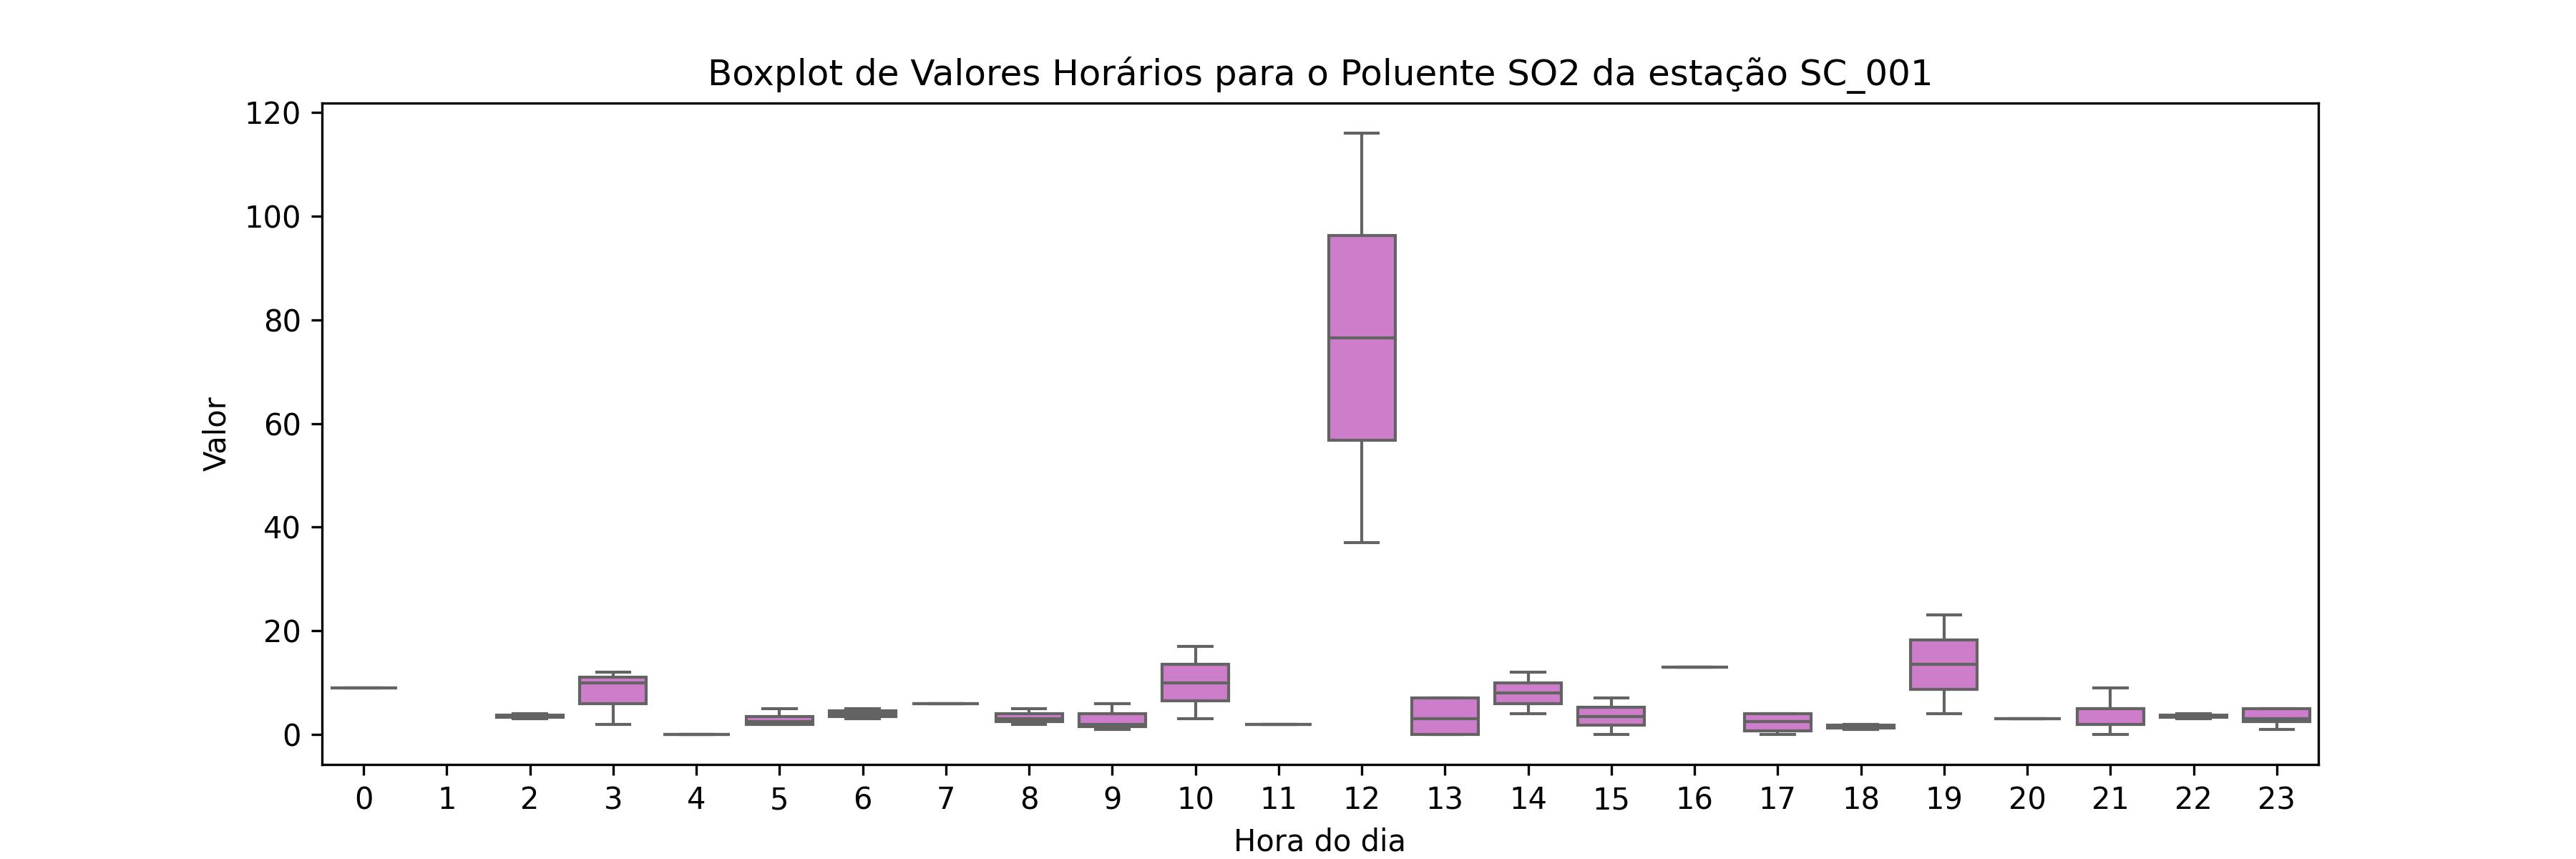 Boxplot de Valores Horários para o Poluente SO2 da estação SC_001
120
100
80
60
40
20
0
Valor
0 1 2 3 4 5 6 7 8 9 10 11 12 13 14 15 16 17 18 19 20 21 22 23
Hora do dia